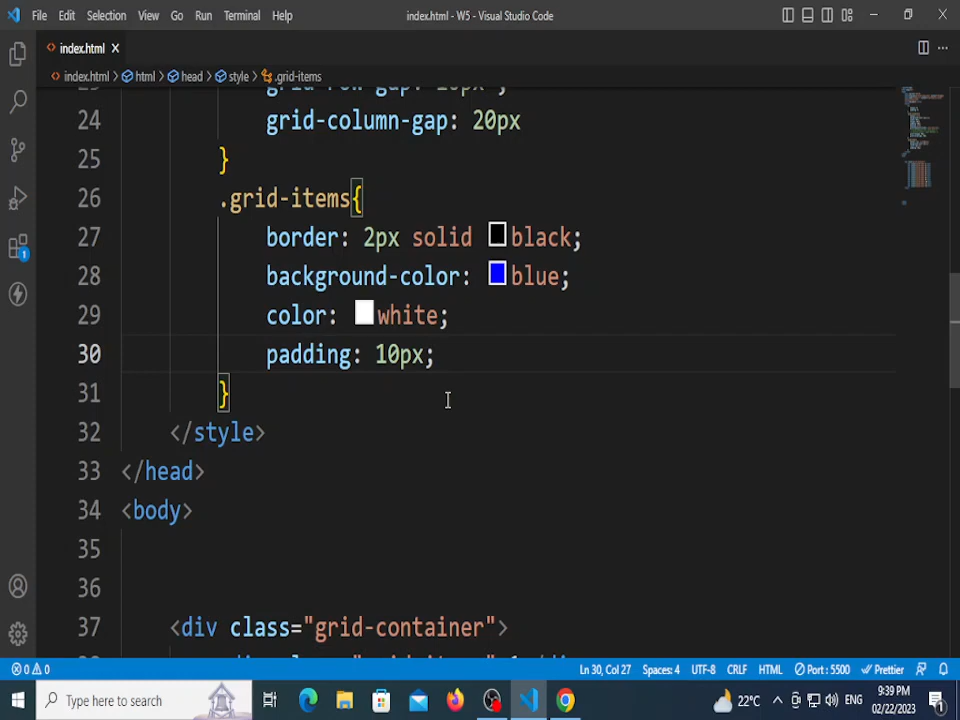 File Edit Selection View Go Run Terminal Help index.html - W5 - Visual Studio Code
index.html
index.html > html > head > style > .grid-items
24 grid-column-gap: 20px
25 }
26 .grid-items{
27 border: 2px solid black;
28 background-color: blue;
29 color: white;
30 padding: 10px;
31 }
32 </style>
33 </head>
34 <body>
35
36
37 <div class="grid-container">
1
0 0 Ln 30, Col 27 Spaces: 4 UTF-8 CRLF HTML Port : 5500 Prettier
Type here to search 22°C ENG 9:39 PM
02/22/2023 1